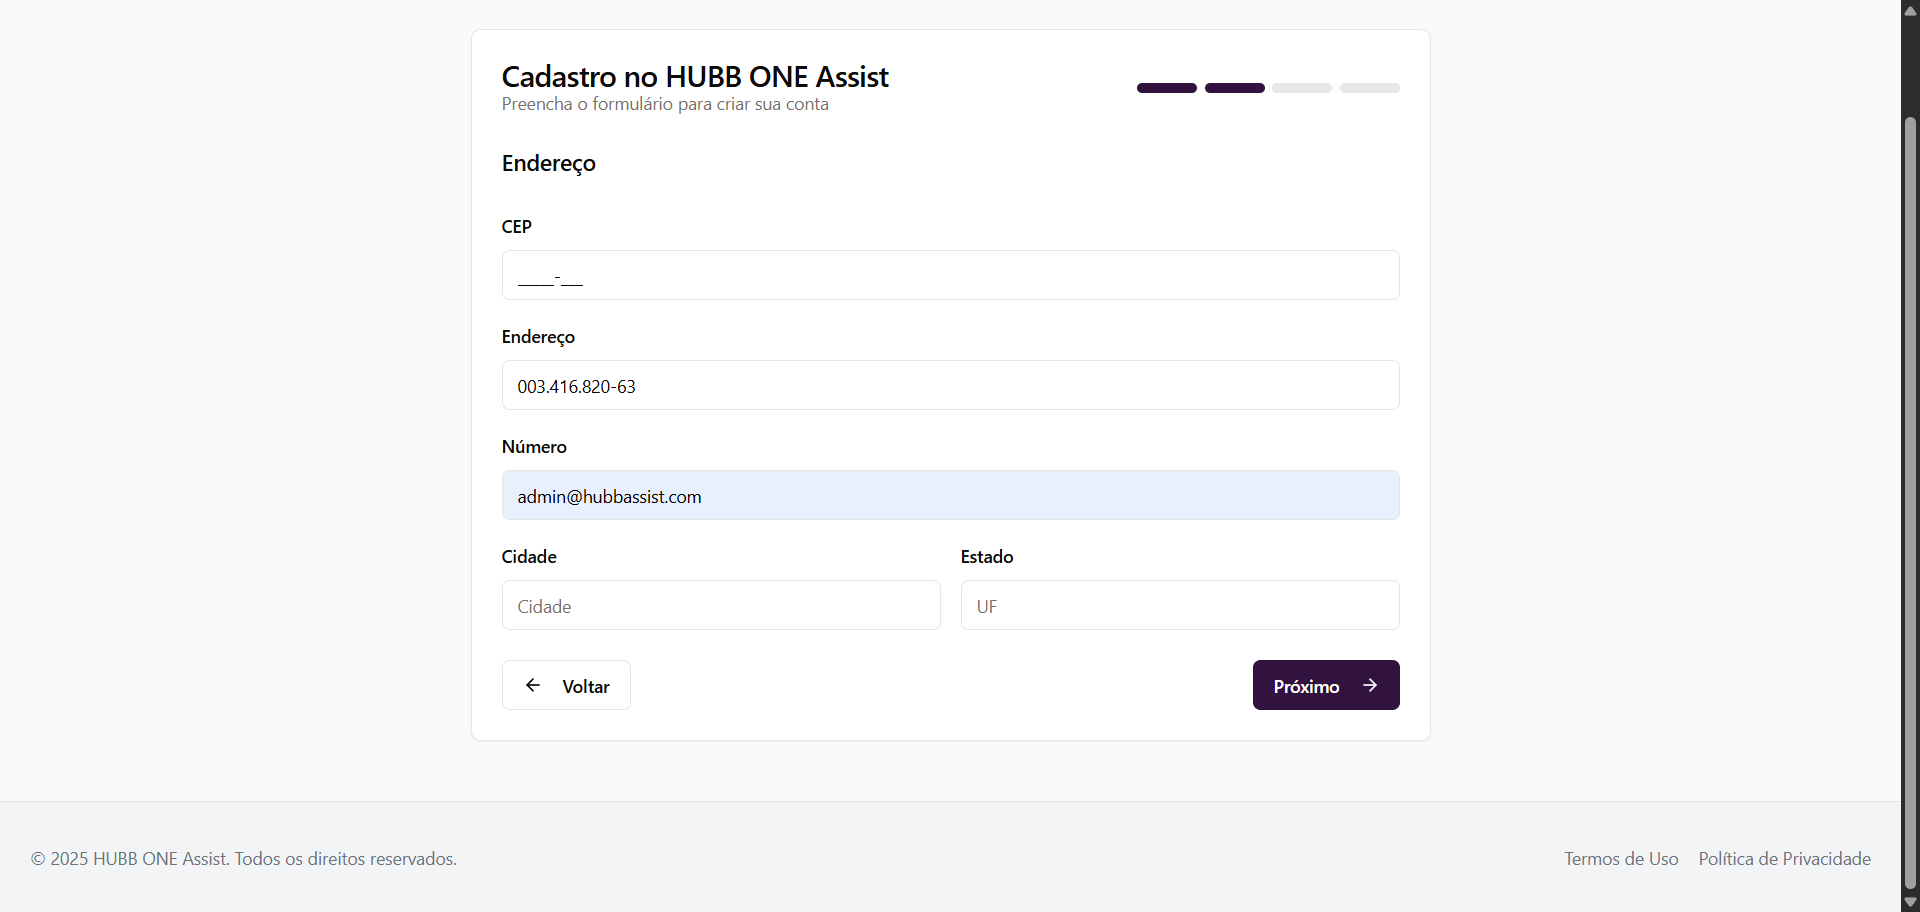 Cadastro no HUBB ONE Assist
Preencha o formulário para criar sua conta
Endereço
CEP
_____-___
Endereço
003.416.820-63
Número
admin@hubbassist.com
Cidade Estado
Cidade UF
Voltar Próximo
© 2025 HUBB ONE Assist. Todos os direitos reservados. Termos de Uso Política de Privacidade